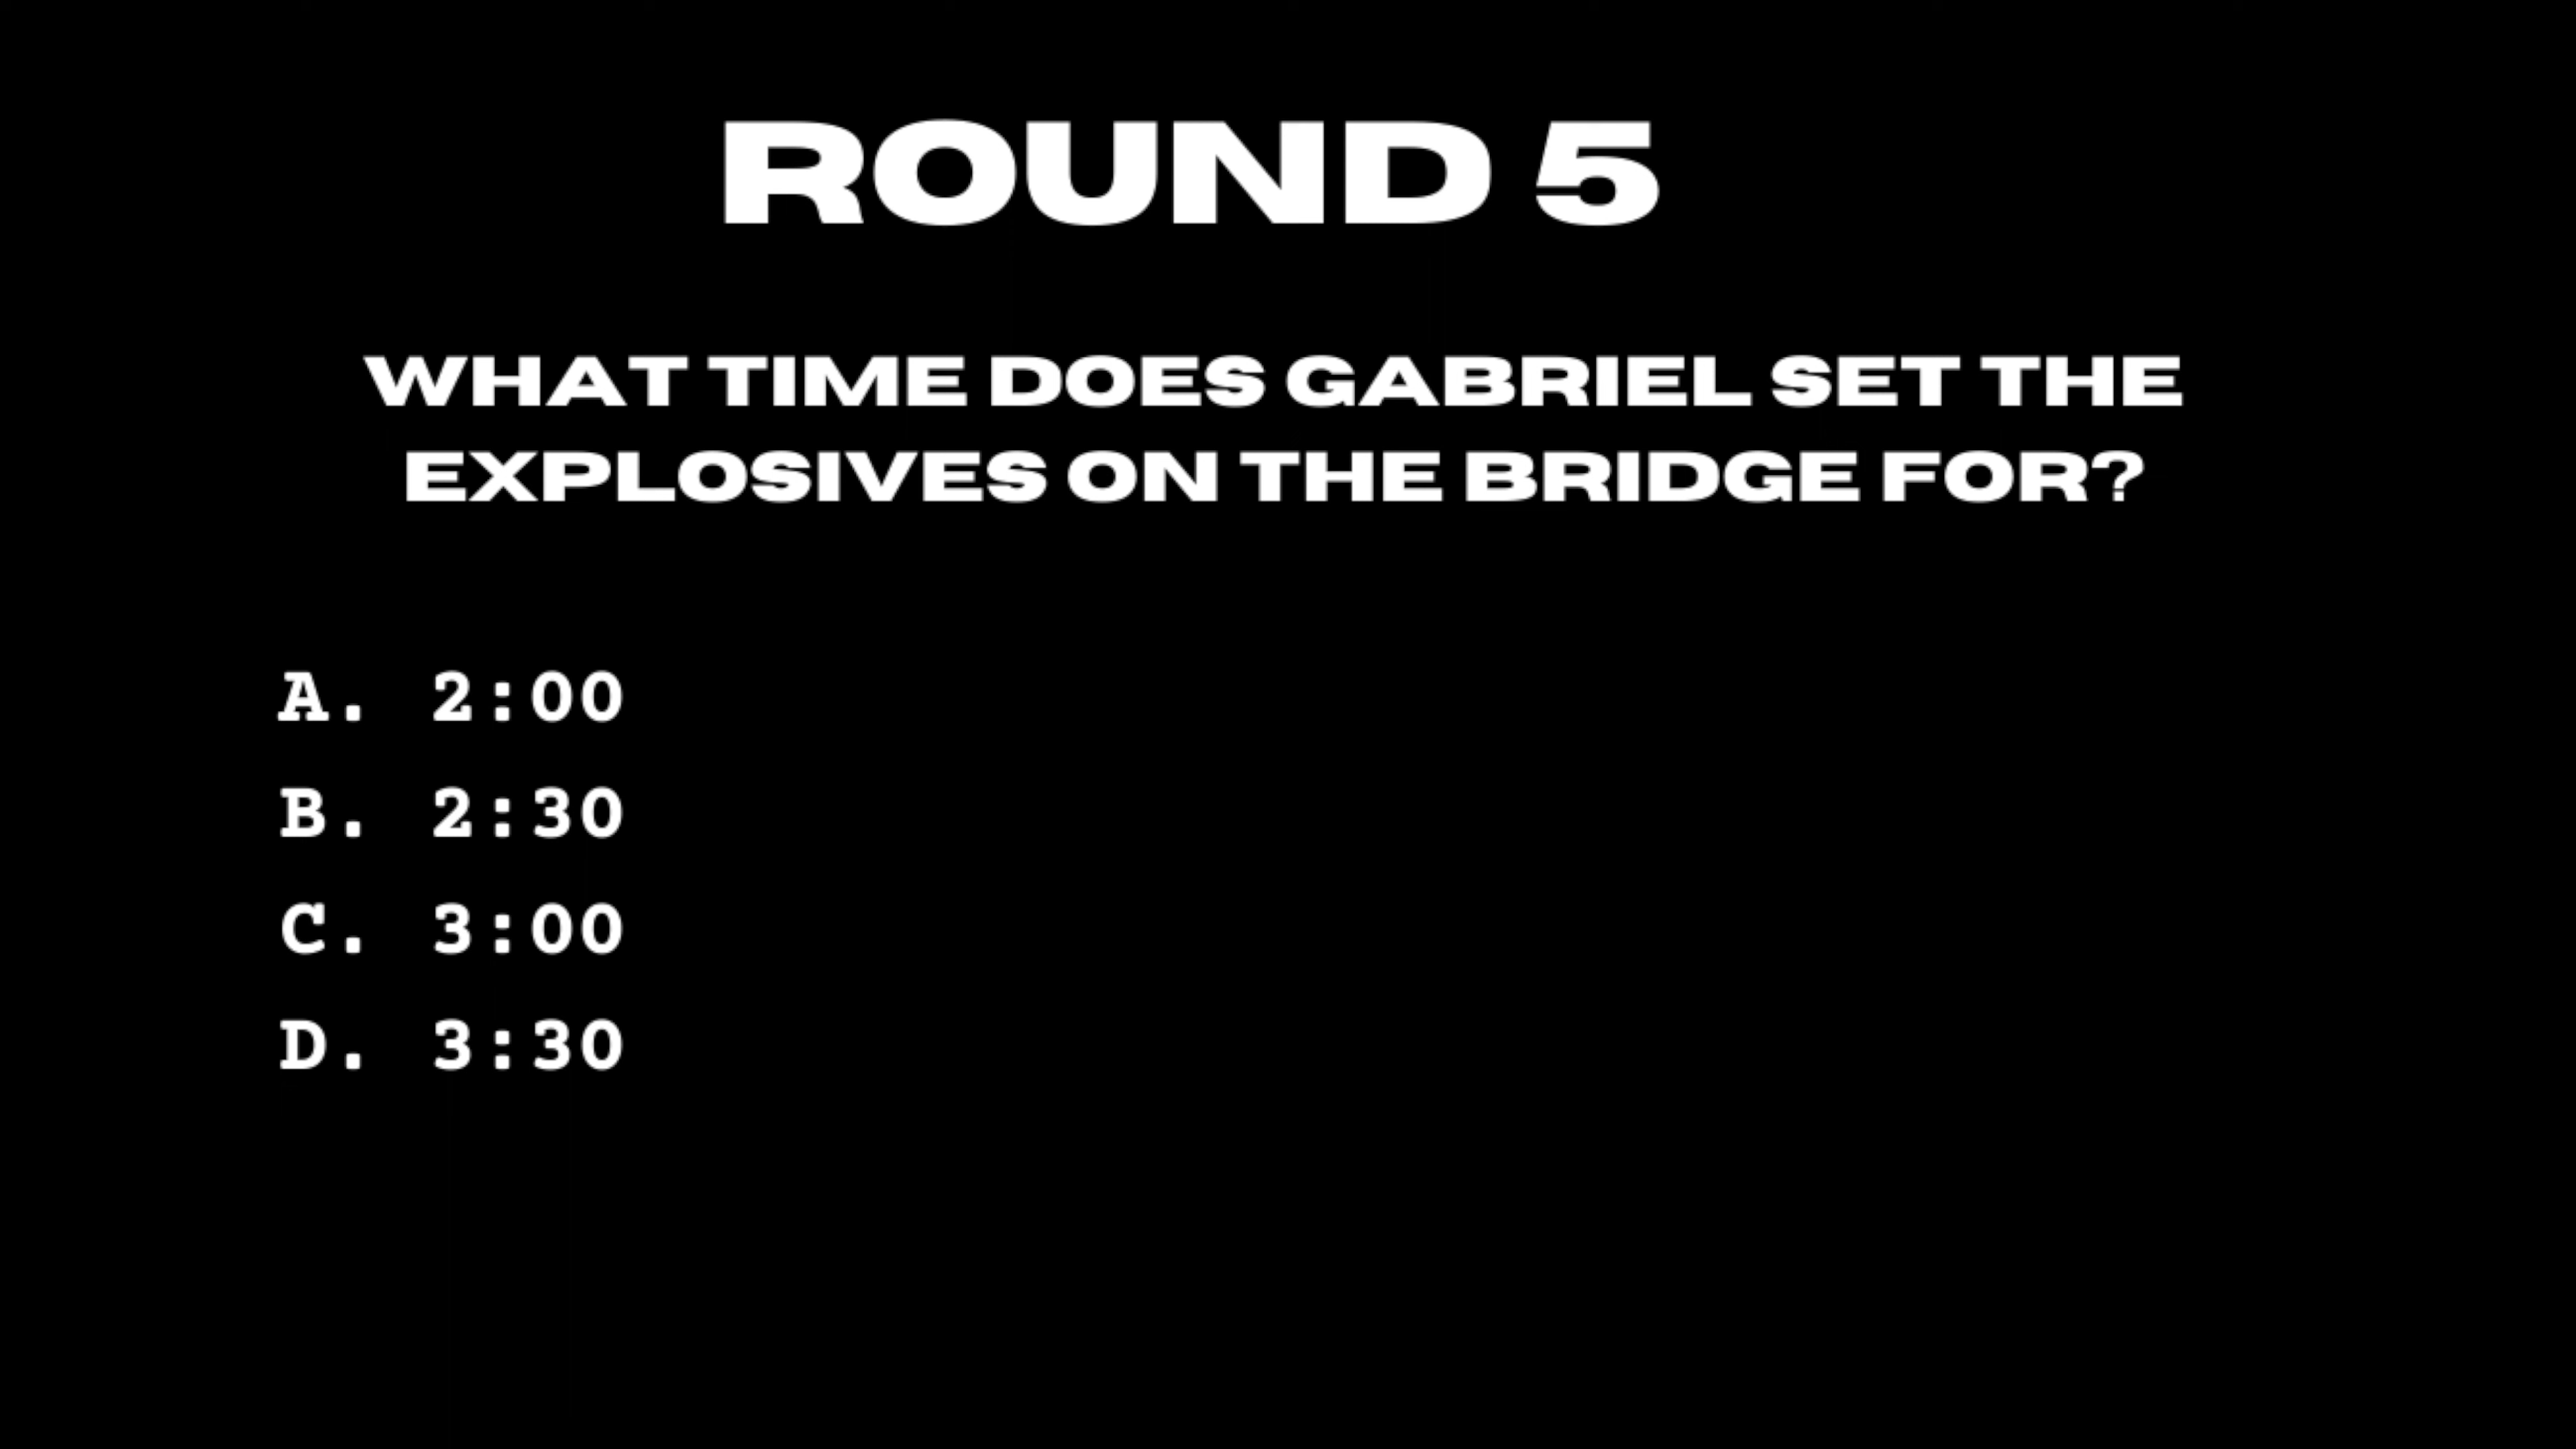 ROUND 5
WHAT TIME DOES GABRIEL SET THE
EXPLOSIVES ON THE BRIDGE FOR?
A. 2:00
B. 2:30
C. 3:00
D. 3:30